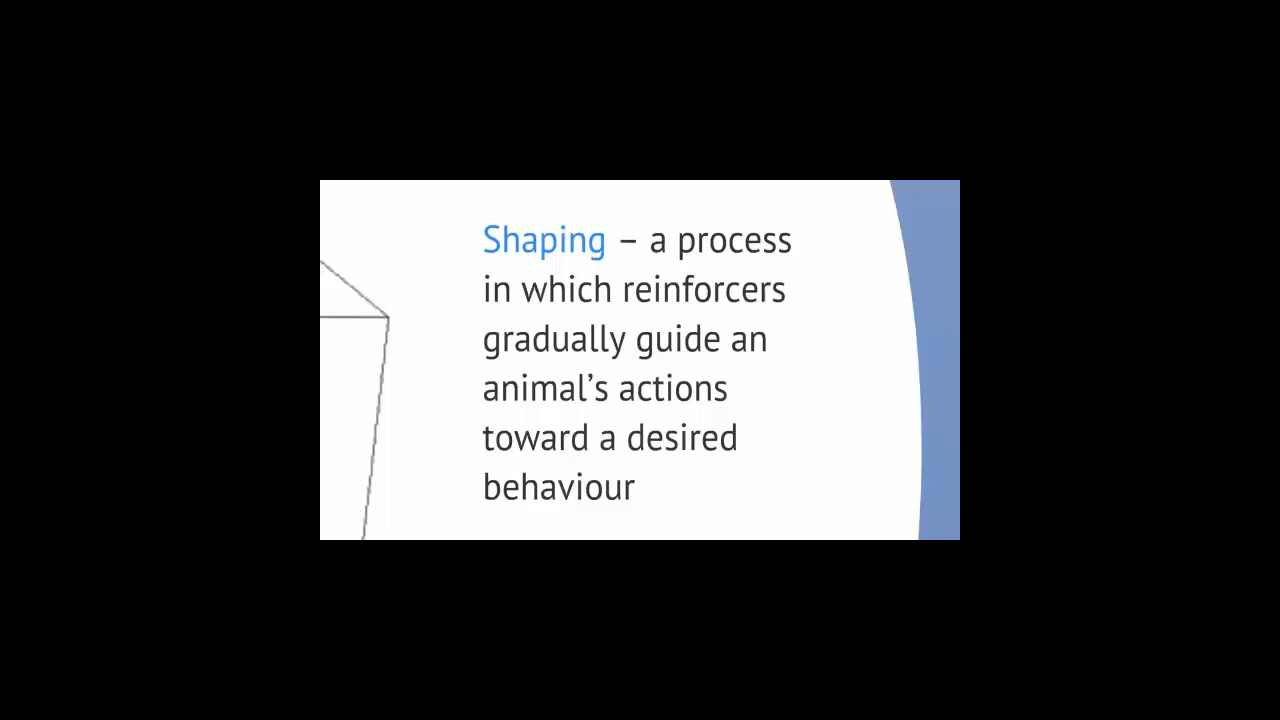 Shaping – a process
in which reinforcers
gradually guide an
animal’s actions
toward a desired
behaviour